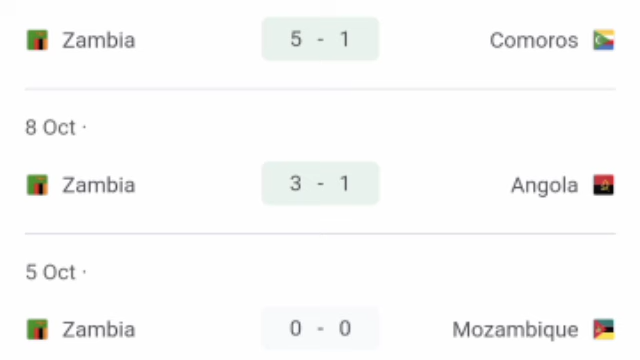 Zambia 5 - 1 Comoros
8 Oct ·
Zambia 3 - 1 Angola
5 Oct ·
Zambia 0 - 0 Mozambique